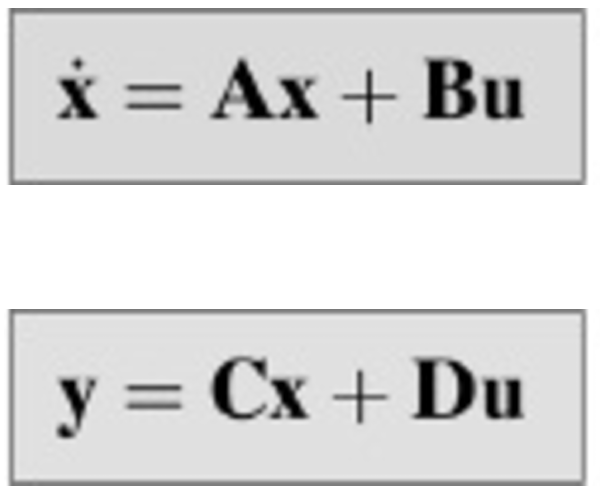 ẋ = Ax + Bu
y = Cx + Du